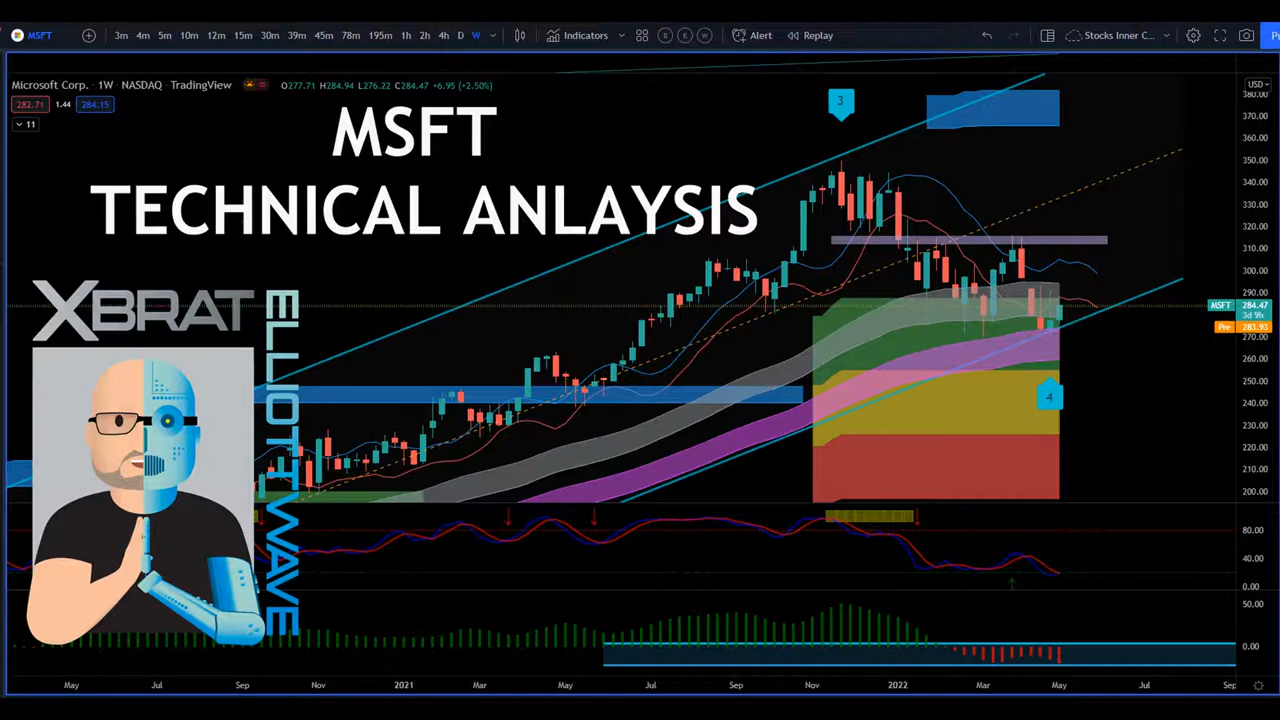 MSFT
3m 4m 5m 10m 12m 15m 30m 39m 45m 78m 195m 1h 2h 4h D W
Indicators
B E W
Alert
Replay
Stocks Inner C...
Microsoft Corp. · 1W · NASDAQ · TradingView
O277.71 H284.94 L276.22 C284.47 +6.95 (+2.50%)
282.71 1.44 284.15
11
MSFT
TECHNICAL ANLAYSIS
XBRAT
ELLIOTTWAVE
3
4
USD
380.00
370.00
360.00
350.00
340.00
330.00
320.00
310.00
300.00
290.00
MSFT 284.47
3d 9h
Pre 283.93
270.00
260.00
250.00
240.00
230.00
220.00
210.00
200.00
80.00
40.00
0.00
50.00
0.00
May Jul Sep Nov 2021 Mar May Jul Sep Nov 2022 Mar May Jul Sep